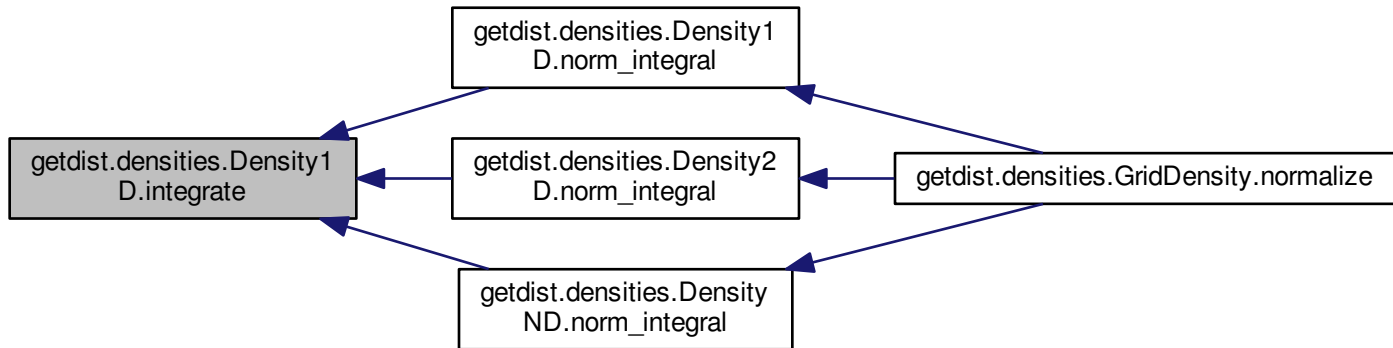 getdist.densities.Density1
D.norm_integral
getdist.densities.Density1
D.integrate
getdist.densities.Density2
D.norm_integral
getdist.densities.GridDensity.normalize
getdist.densities.Density
ND.norm_integral